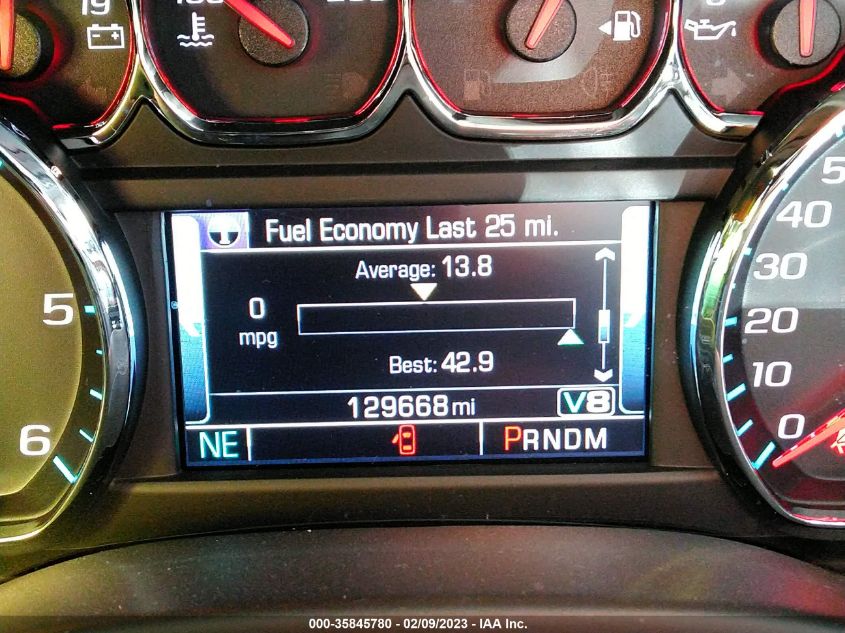 19
Fuel Economy Last 25 mi.
Average: 13.8
0
mpg
Best: 42.9
129668 mi
V8
NE
PRNDM
5
6
40
30
20
10
0
000-35845780 - 02/09/2023 - IAA Inc.